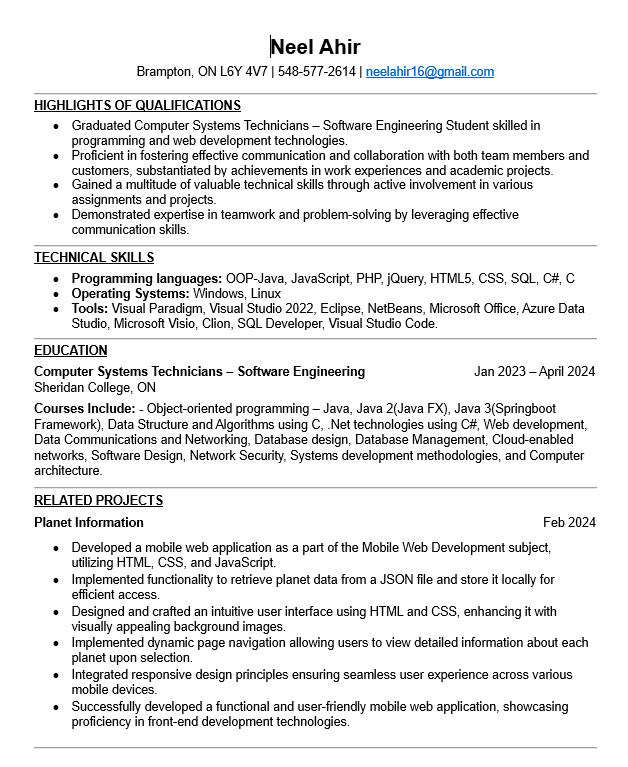 Neel Ahir
Brampton, ON L6Y 4V7 | 548-577-2614 | neelahir16@gmail.com
HIGHLIGHTS OF QUALIFICATIONS
• Graduated Computer Systems Technicians – Software Engineering Student skilled in
programming and web development technologies.
• Proficient in fostering effective communication and collaboration with both team members and
customers, substantiated by achievements in work experiences and academic projects.
• Gained a multitude of valuable technical skills through active involvement in various
assignments and projects.
• Demonstrated expertise in teamwork and problem-solving by leveraging effective
communication skills.
TECHNICAL SKILLS
• Programming languages: OOP-Java, JavaScript, PHP, jQuery, HTML5, CSS, SQL, C#, C
• Operating Systems: Windows, Linux
• Tools: Visual Paradigm, Visual Studio 2022, Eclipse, NetBeans, Microsoft Office, Azure Data
Studio, Microsoft Visio, Clion, SQL Developer, Visual Studio Code.
EDUCATION
Computer Systems Technicians – Software Engineering Jan 2023 – April 2024
Sheridan College, ON
Courses Include: - Object-oriented programming – Java, Java 2(Java FX), Java 3(Springboot
Framework), Data Structure and Algorithms using C, .Net technologies using C#, Web development,
Data Communications and Networking, Database design, Database Management, Cloud-enabled
networks, Software Design, Network Security, Systems development methodologies, and Computer
architecture.
RELATED PROJECTS
Planet Information Feb 2024
• Developed a mobile web application as a part of the Mobile Web Development subject,
utilizing HTML, CSS, and JavaScript.
• Implemented functionality to retrieve planet data from a JSON file and store it locally for
efficient access.
• Designed and crafted an intuitive user interface using HTML and CSS, enhancing it with
visually appealing background images.
• Implemented dynamic page navigation allowing users to view detailed information about each
planet upon selection.
• Integrated responsive design principles ensuring seamless user experience across various
mobile devices.
• Successfully developed a functional and user-friendly mobile web application, showcasing
proficiency in front-end development technologies.